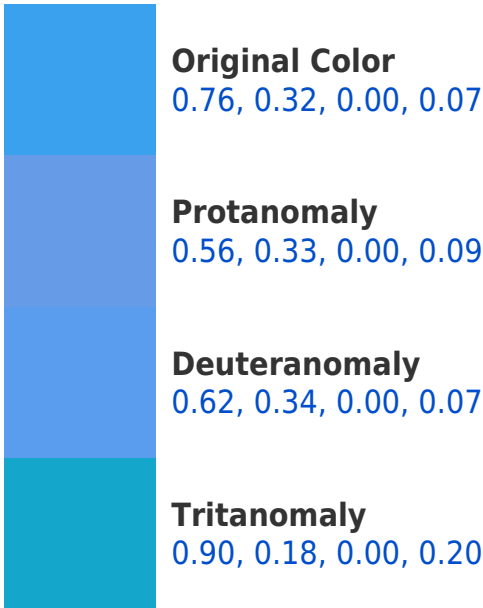 Original Color
0.76, 0.32, 0.00, 0.07
Protanomaly
0.56, 0.33, 0.00, 0.09
Deuteranomaly
0.62, 0.34, 0.00, 0.07
Tritanomaly
0.90, 0.18, 0.00, 0.20